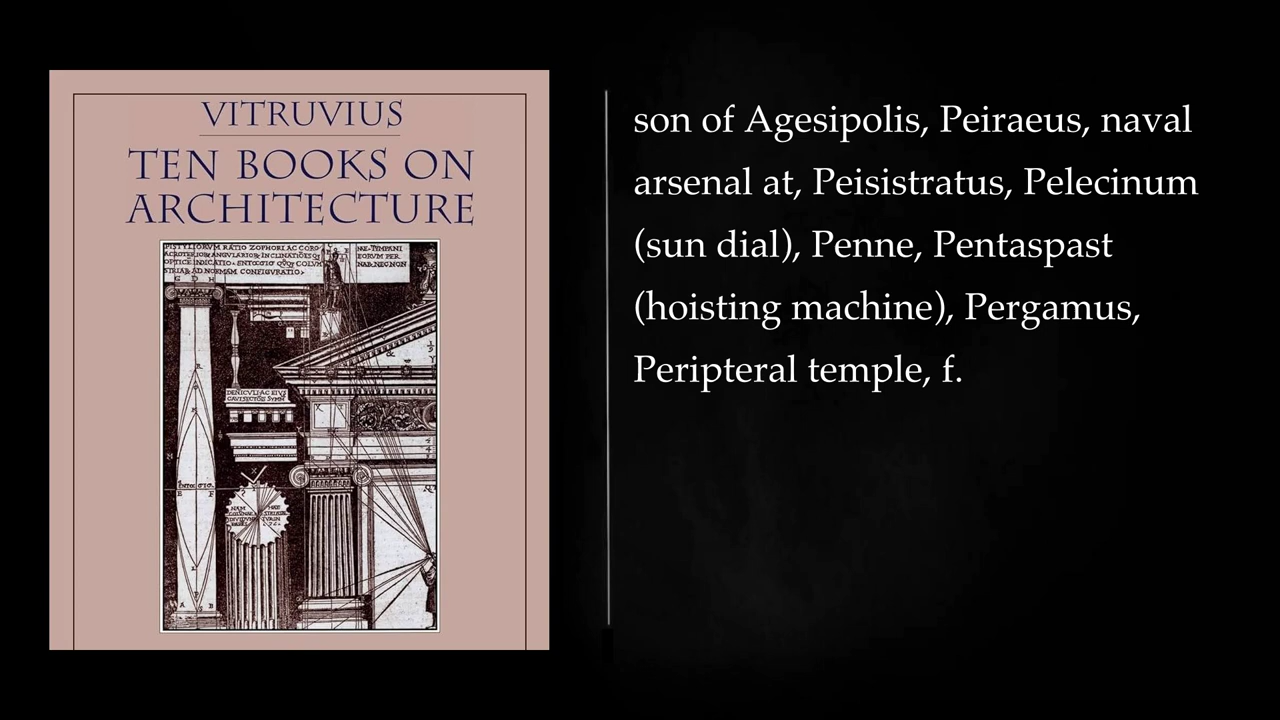 VITRUVIUS
TEN BOOKS ON
ARCHITECTURE
son of Agesipolis, Peiraeus, naval
arsenal at, Peisistratus, Pelecinum
(sun dial), Penne, Pentaspast
(hoisting machine), Pergamus,
Peripteral temple, f.